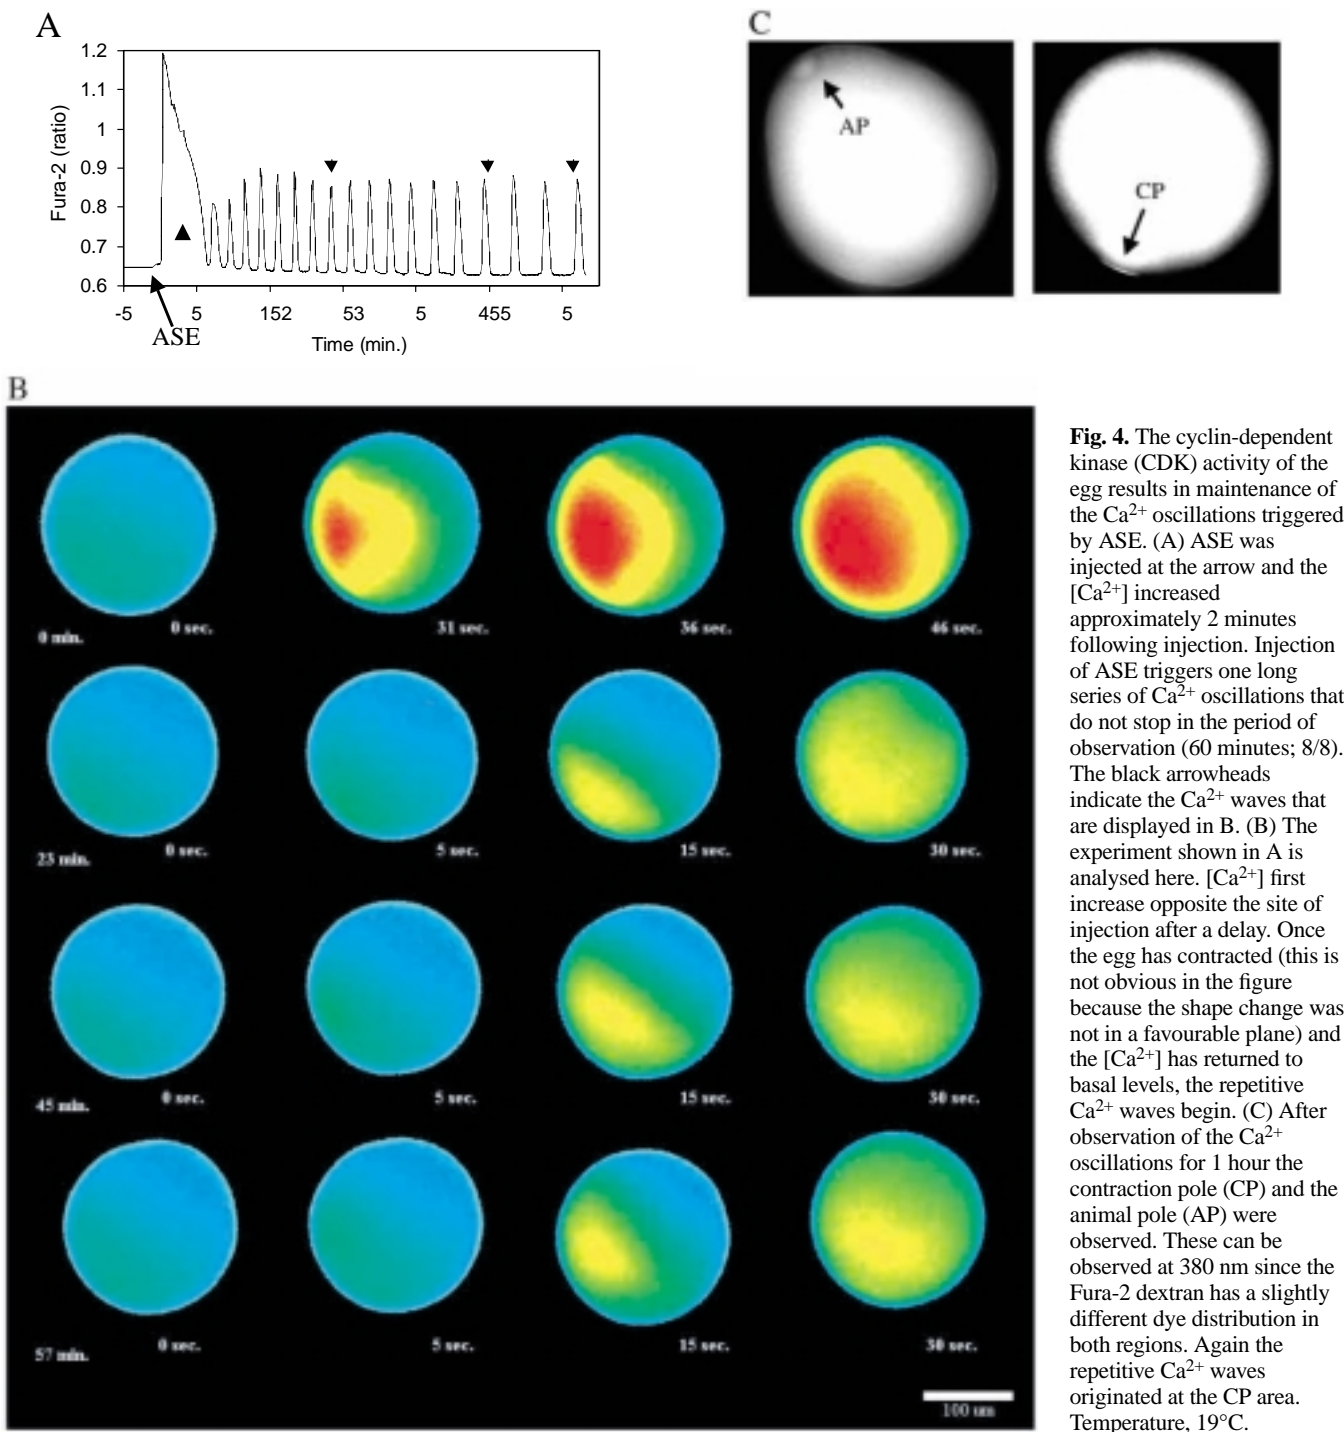 A
1.2
1.1
1
0.9
0.8
0.7
0.6
Fura-2 (ratio)
-5 5 152 53 5 455 5
ASE
Time (min.)
C
AP
CP
B
0 min. 0 sec. 31 sec. 36 sec. 46 sec.
23 min. 0 sec. 5 sec. 15 sec. 30 sec.
45 min. 0 sec. 5 sec. 15 sec. 30 sec.
57 min. 0 sec. 5 sec. 15 sec. 30 sec.
100 um
Fig. 4. The cyclin-dependent
kinase (CDK) activity of the
egg results in maintenance of
the Ca2+ oscillations triggered
by ASE. (A) ASE was
injected at the arrow and the
[Ca2+] increased
approximately 2 minutes
following injection. Injection
of ASE triggers one long
series of Ca2+ oscillations that
do not stop in the period of
observation (60 minutes; 8/8).
The black arrowheads
indicate the Ca2+ waves that
are displayed in B. (B) The
experiment shown in A is
analysed here. [Ca2+] first
increase opposite the site of
injection after a delay. Once
the egg has contracted (this is
not obvious in the figure
because the shape change was
not in a favourable plane) and
the [Ca2+] has returned to
basal levels, the repetitive
Ca2+ waves begin. (C) After
observation of the Ca2+
oscillations for 1 hour the
contraction pole (CP) and the
animal pole (AP) were
observed. These can be
observed at 380 nm since the
Fura-2 dextran has a slightly
different dye distribution in
both regions. Again the
repetitive Ca2+ waves
originated at the CP area.
Temperature, 19°C.